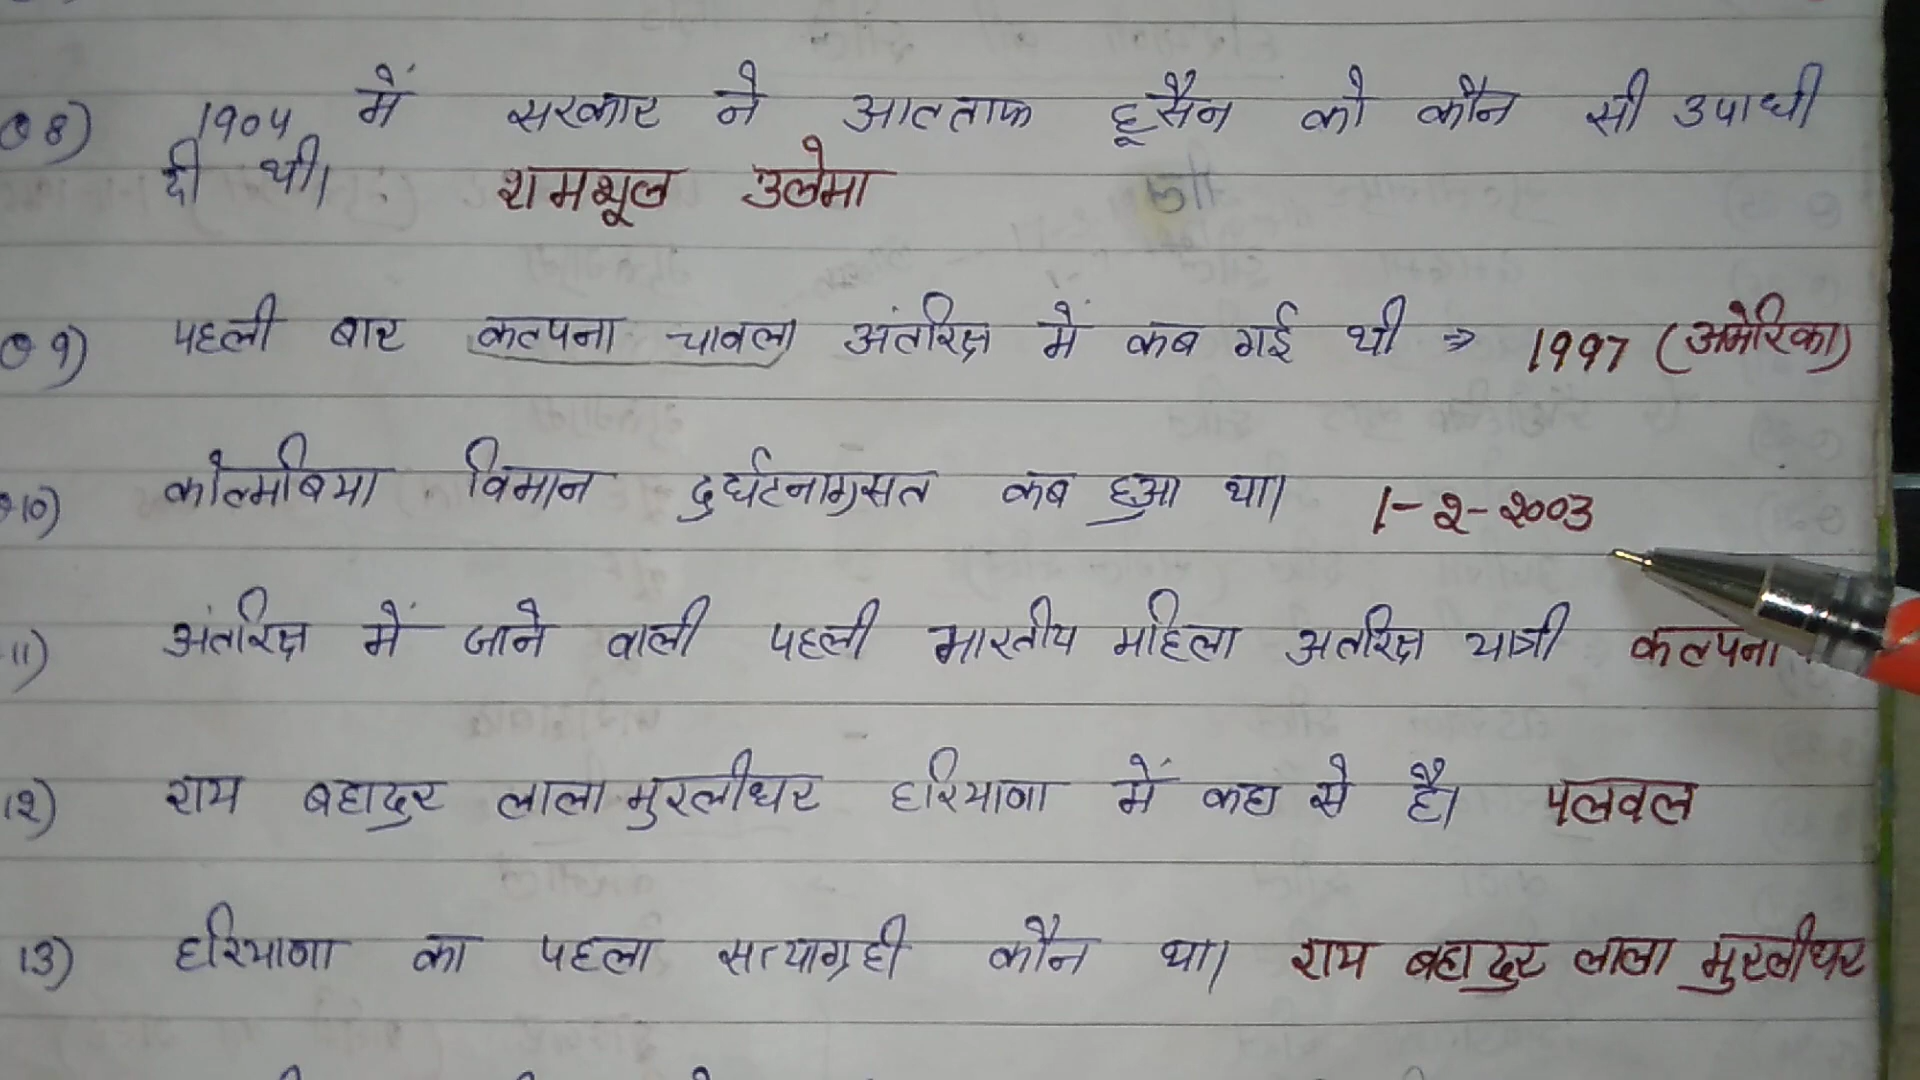 Q 8) 1904 में सरकार ने आलताफ हूसैन को कौन सी उपाधी
दी थी। शमशूल उलेमा
Q 9) पहली बार कल्पना चावला अंतरिक्ष में कब गई थी ⇒ 1997 (अमेरिका)
10) कोल्मबिया विमान दुर्घटनाग्रसत कब हुआ था। 1-2-2003
11) अंतरिक्ष में जाने वाली पहली भारतीय महिला अतरिक्ष यात्री कल्पना
12) राय बहादुर लाला मुरलीधर हरियाणा में कहा से है। पलवल
13) हरियाणा का पहला सत्याग्रही कौन था। राय बहादुर लाला मुरलीधर